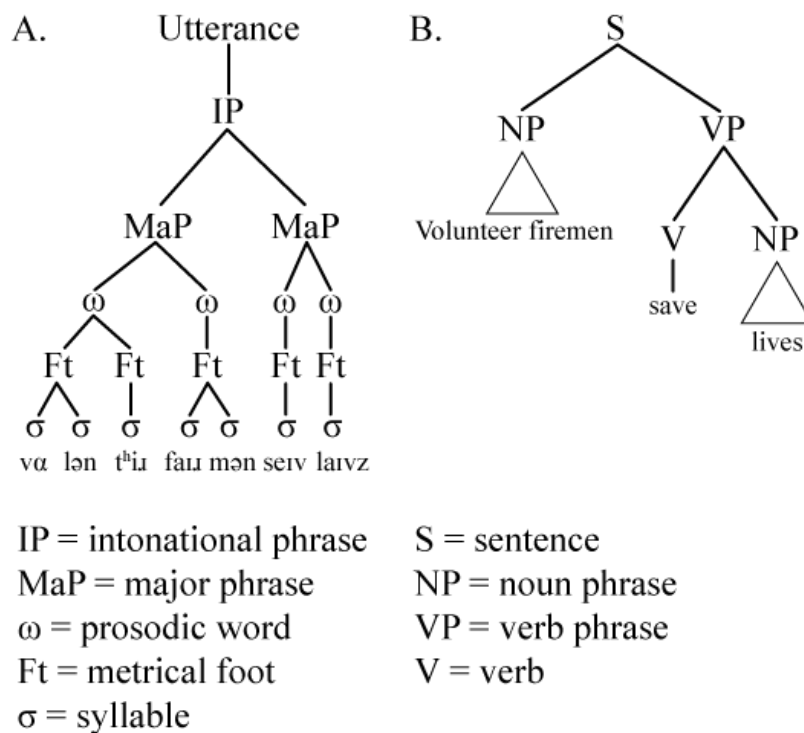 A. Utterance
IP
MaP MaP
ω ω ω ω
Ft Ft Ft Ft Ft
σ σ σ σ σ σ σ
vɑ lən tʰiɹ faɪɹ mən seɪv laɪvz
B. S
NP VP
Volunteer firemen V NP
save
lives
IP = intonational phrase
MaP = major phrase
ω = prosodic word
Ft = metrical foot
σ = syllable
S = sentence
NP = noun phrase
VP = verb phrase
V = verb